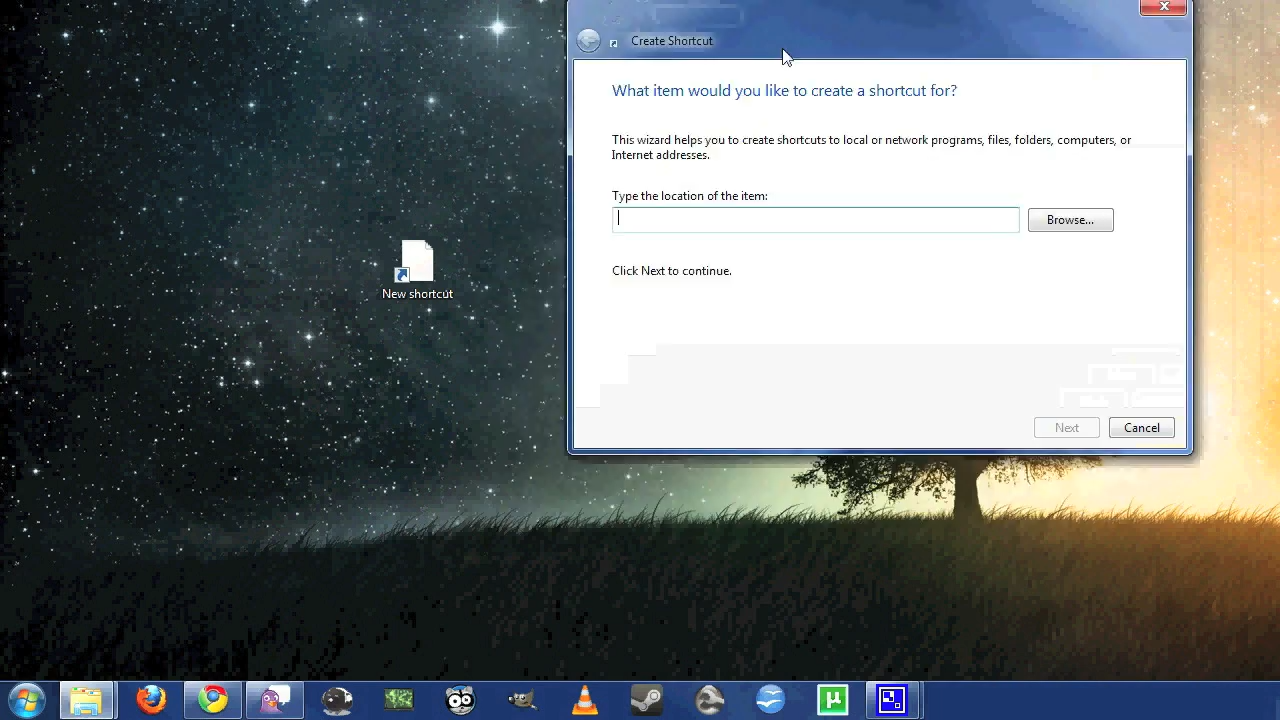 Create Shortcut
What item would you like to create a shortcut for?
This wizard helps you to create shortcuts to local or network programs, files, folders, computers, or
Internet addresses.
Type the location of the item:
Browse...
Click Next to continue.
New shortcut
Next
Cancel